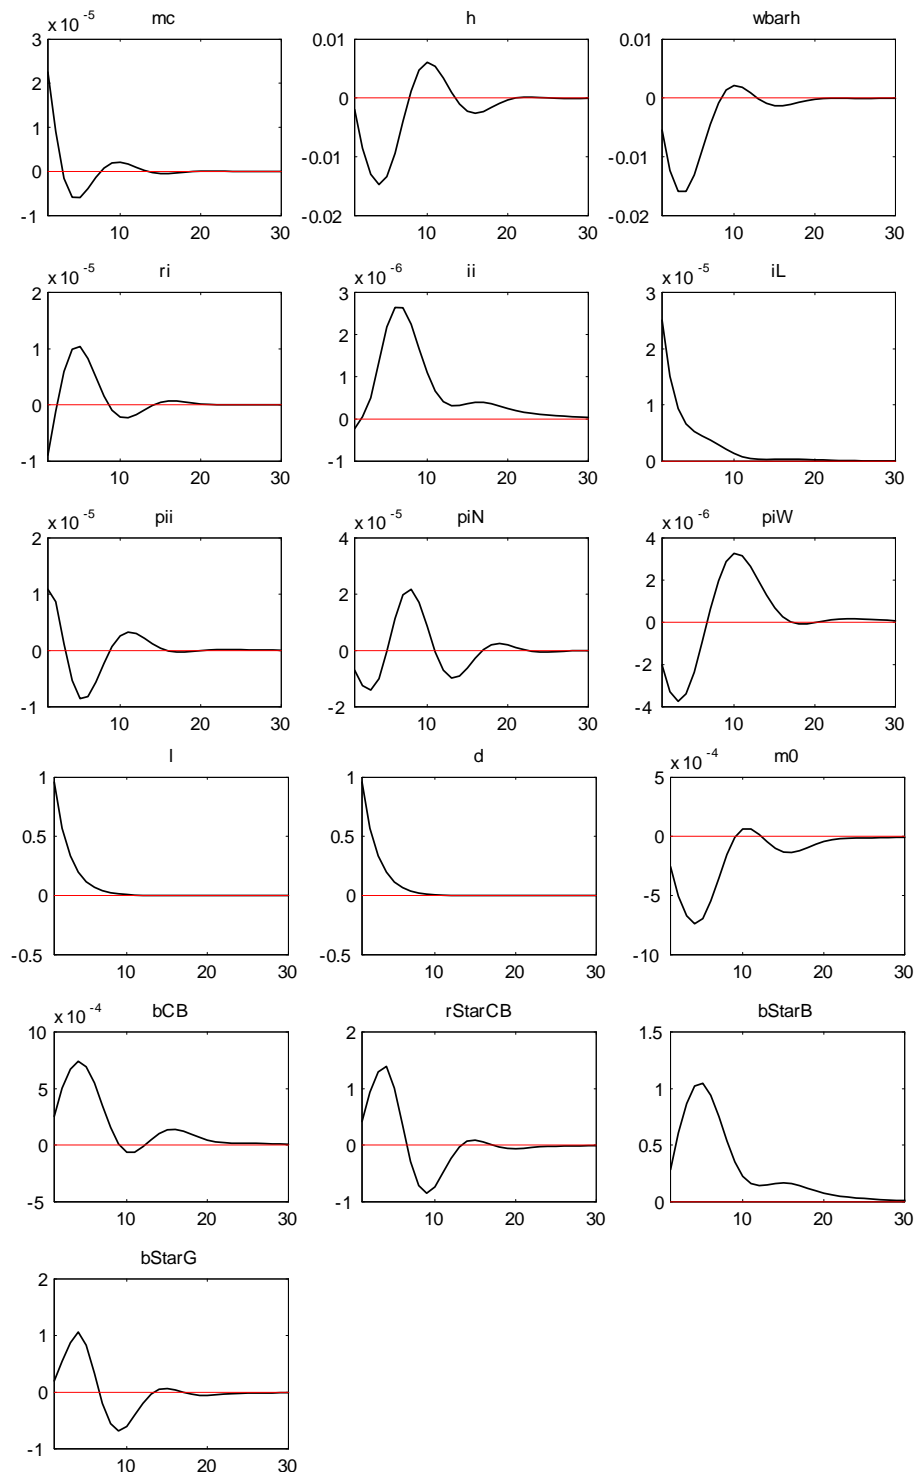 x 10 -5
mc
3
2
1
0
-1
10 20 30
h
0.01
0
-0.01
-0.02
10 20 30
wbarh
0.01
0
-0.01
-0.02
10 20 30
x 10 -5
ri
2
1
0
-1
10 20 30
x 10 -6
ii
3
2
1
0
-1
10 20 30
x 10 -5
iL
3
2
1
0
10 20 30
x 10 -5
pii
2
1
0
-1
10 20 30
x 10 -5
piN
4
2
0
-2
10 20 30
x 10 -6
piW
4
2
0
-2
-4
10 20 30
l
1
0.5
0
-0.5
10 20 30
d
1
0.5
0
-0.5
10 20 30
x 10 -4
m0
5
0
-5
-10
10 20 30
x 10 -4
bCB
10
5
0
-5
10 20 30
rStarCB
2
1
0
-1
10 20 30
bStarB
1.5
1
0.5
0
10 20 30
bStarG
2
1
0
-1
10 20 30